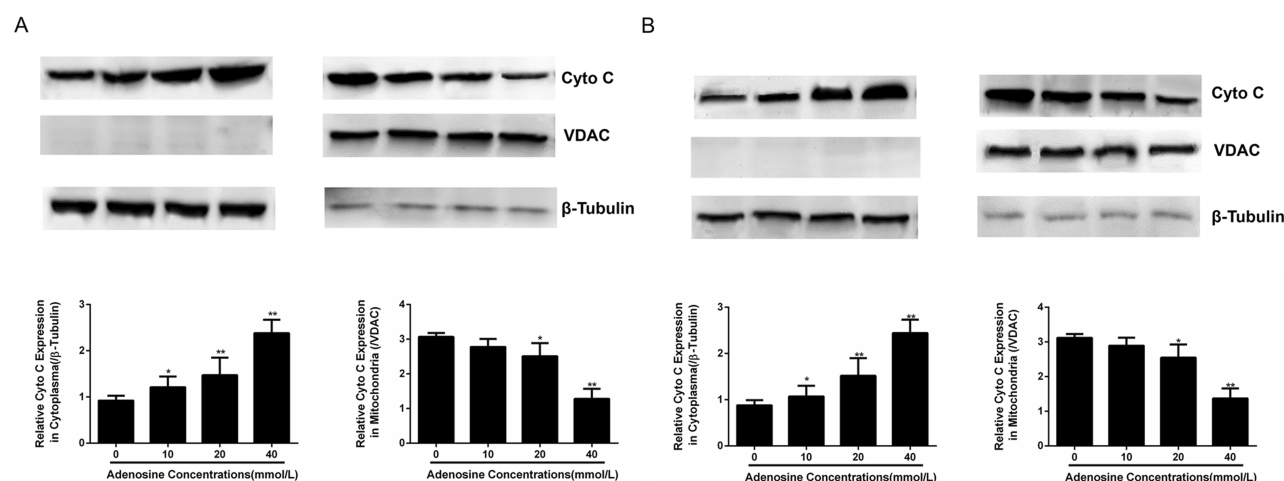 A
Cyto C
VDAC
β-Tubulin
Relative Cyto C Expression
in Cytoplasma(/β-Tubulin)
3
2
1
0
*
**
**
0
10
20
40
Adenosine Concentrations(mmol/L)
Relative Cyto C Expression
in Mitochondria (/VDAC)
4
3
2
1
0
*
**
0
10
20
40
Adenosine Concentrations(mmol/L)
B
Cyto C
VDAC
β-Tubulin
Relative Cyto C Expression
in Cytoplasma(/β-Tubulin)
3
2
1
0
*
**
**
0
10
20
40
Adenosine Concentrations(mmol/L)
Relative Cyto C Expression
in Mitochondria (/VDAC)
4
3
2
1
0
*
**
0
10
20
40
Adenosine Concentrations(mmol/L)